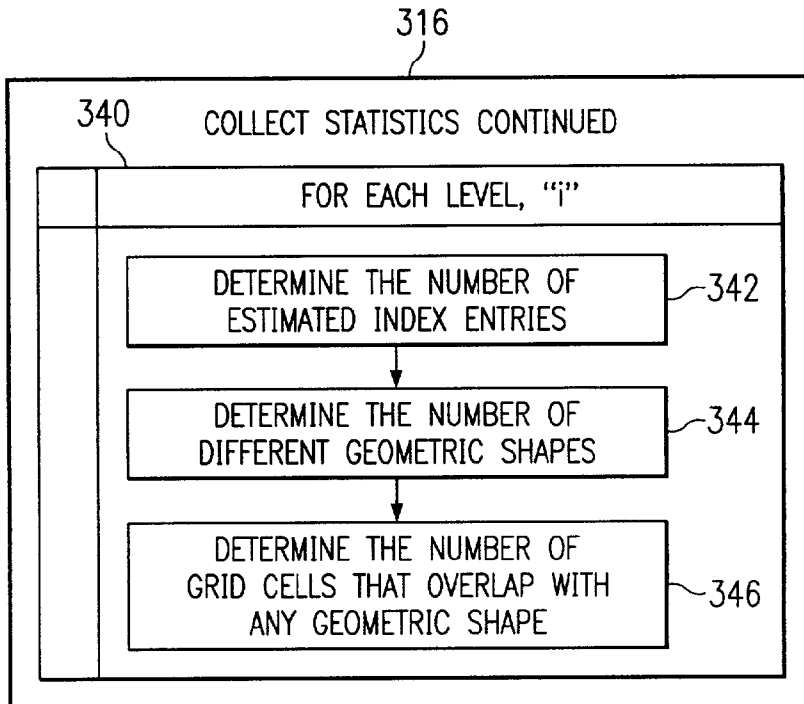 316
340
COLLECT STATISTICS CONTINUED
FOR EACH LEVEL, "i"
DETERMINE THE NUMBER OF
ESTIMATED INDEX ENTRIES
342
DETERMINE THE NUMBER OF
DIFFERENT GEOMETRIC SHAPES
344
DETERMINE THE NUMBER OF
GRID CELLS THAT OVERLAP WITH
ANY GEOMETRIC SHAPE
346